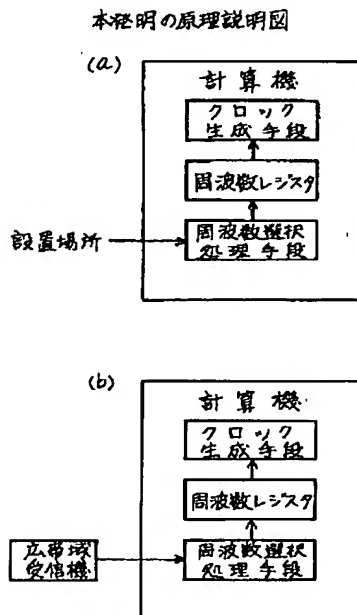 本発明の原理説明図
(a)
計算機
クロック
生成手段
周波数レジスタ
設置場所
周波数選択
処理手段
(b)
計算機
クロック
生成手段
周波数レジスタ
広帯域
受信機
周波数選択
処理手段